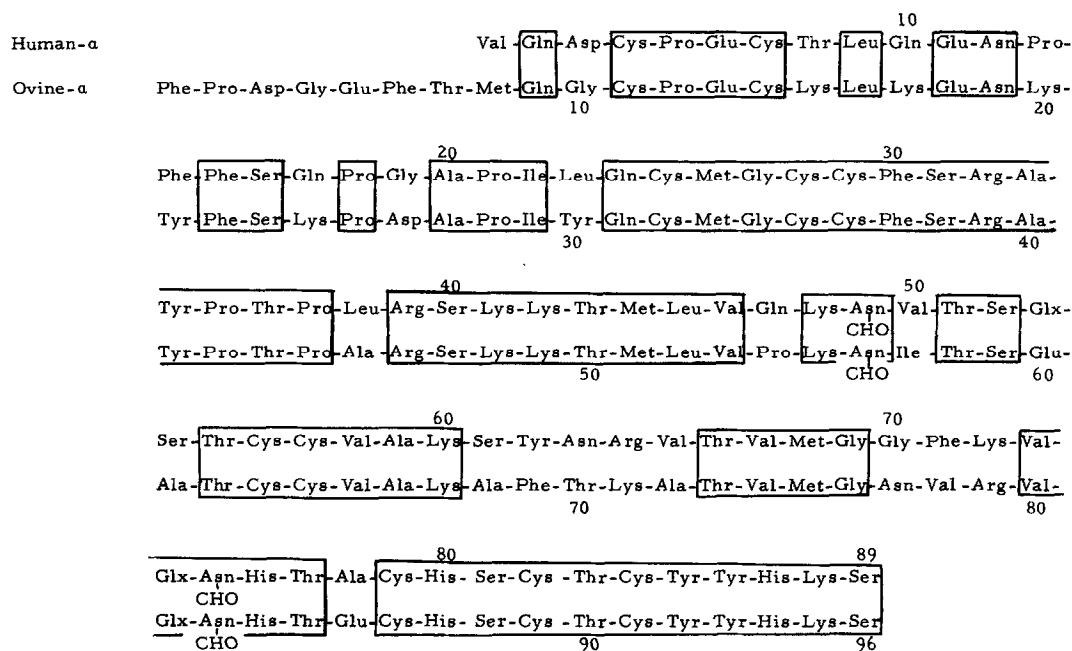 10
Human-α Val-Gln-Asp-Cys-Pro-Glu-Cys-Thr-Leu-Gln-Glu-Asn-Pro-
Ovine-α Phe-Pro-Asp-Gly-Glu-Phe-Thr-Met-Gln-Gly-Cys-Pro-Glu-Cys-Lys-Leu-Lys-Glu-Asn-Lys-
10 20
20 30
Phe-Phe-Ser-Gln-Pro-Gly-Ala-Pro-Ile-Leu-Gln-Cys-Met-Gly-Cys-Cys-Phe-Ser-Arg-Ala-
Tyr-Phe-Ser-Lys-Pro-Asp-Ala-Pro-Ile-Tyr-Gln-Cys-Met-Gly-Cys-Cys-Phe-Ser-Arg-Ala-
30 40
40 50
Tyr-Pro-Thr-Pro-Leu-Arg-Ser-Lys-Lys-Thr-Met-Leu-Val-Gln-Lys-Asn-Val-Thr-Ser-Glx-
CHO
Tyr-Pro-Thr-Pro-Ala-Arg-Ser-Lys-Lys-Thr-Met-Leu-Val-Pro-Lys-Asn-Ile-Thr-Ser-Glu-
CHO
50 60
60 70
Ser-Thr-Cys-Cys-Val-Ala-Lys-Ser-Tyr-Asn-Arg-Val-Thr-Val-Met-Gly-Gly-Phe-Lys-Val-
Ala-Thr-Cys-Cys-Val-Ala-Lys-Ala-Phe-Thr-Lys-Ala-Thr-Val-Met-Gly-Asn-Val-Arg-Val-
70 80
80 89
Glx-Asn-His-Thr-Ala-Cys-His-Ser-Cys-Thr-Cys-Tyr-Tyr-His-Lys-Ser
CHO
Glx-Asn-His-Thr-Glu-Cys-His-Ser-Cys-Thr-Cys-Tyr-Tyr-His-Lys-Ser
CHO
90 96